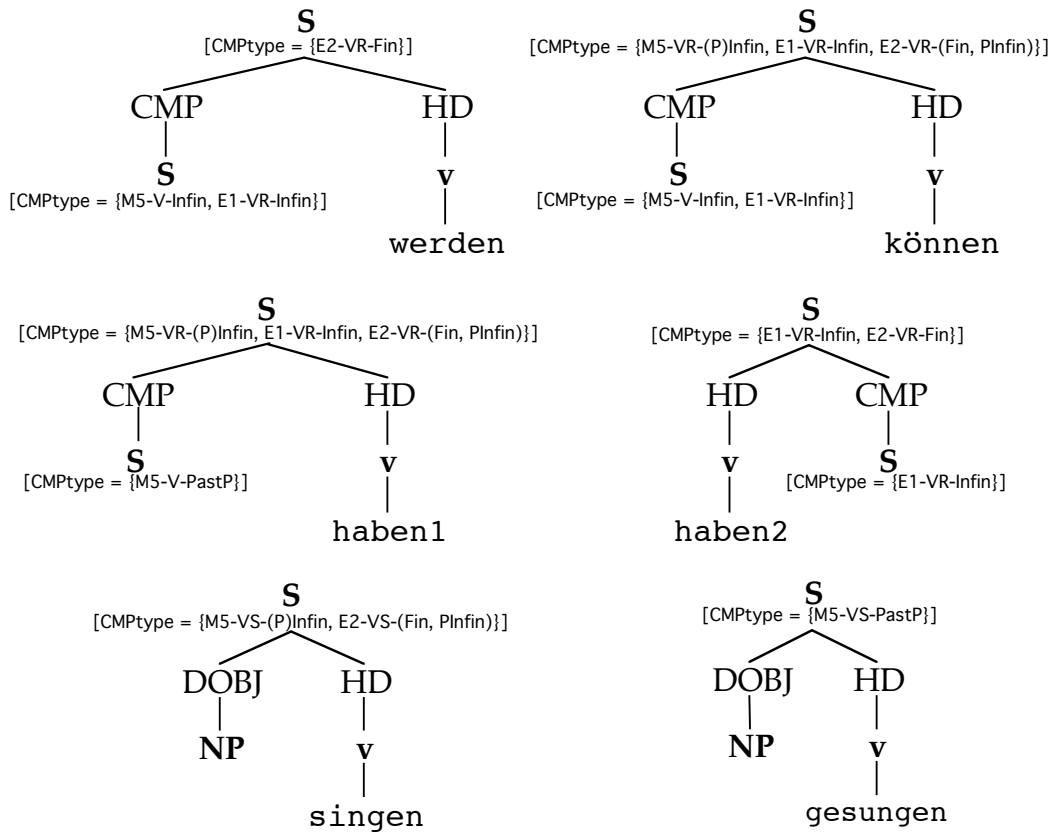 S S
[CMPtype = {E2-VR-Fin}] [CMPtype = {M5-VR-(P)Infin, E1-VR-Infin, E2-VR-(Fin, PInfin)}]
CMP HD CMP HD
S v S v
[CMPtype = {M5-V-Infin, E1-VR-Infin}] [CMPtype = {M5-V-Infin, E1-VR-Infin}]
werden können
S S
[CMPtype = {M5-VR-(P)Infin, E1-VR-Infin, E2-VR-(Fin, PInfin)}] [CMPtype = {E1-VR-Infin, E2-VR-Fin}]
CMP HD HD CMP
S v v S
[CMPtype = {M5-V-PastP}] [CMPtype = {E1-VR-Infin}]
haben1 haben2
S S
[CMPtype = {M5-VS-(P)Infin, E2-VS-(Fin, PInfin)}] [CMPtype = {M5-VS-PastP}]
DOBJ HD DOBJ HD
NP v NP v
singen gesungen